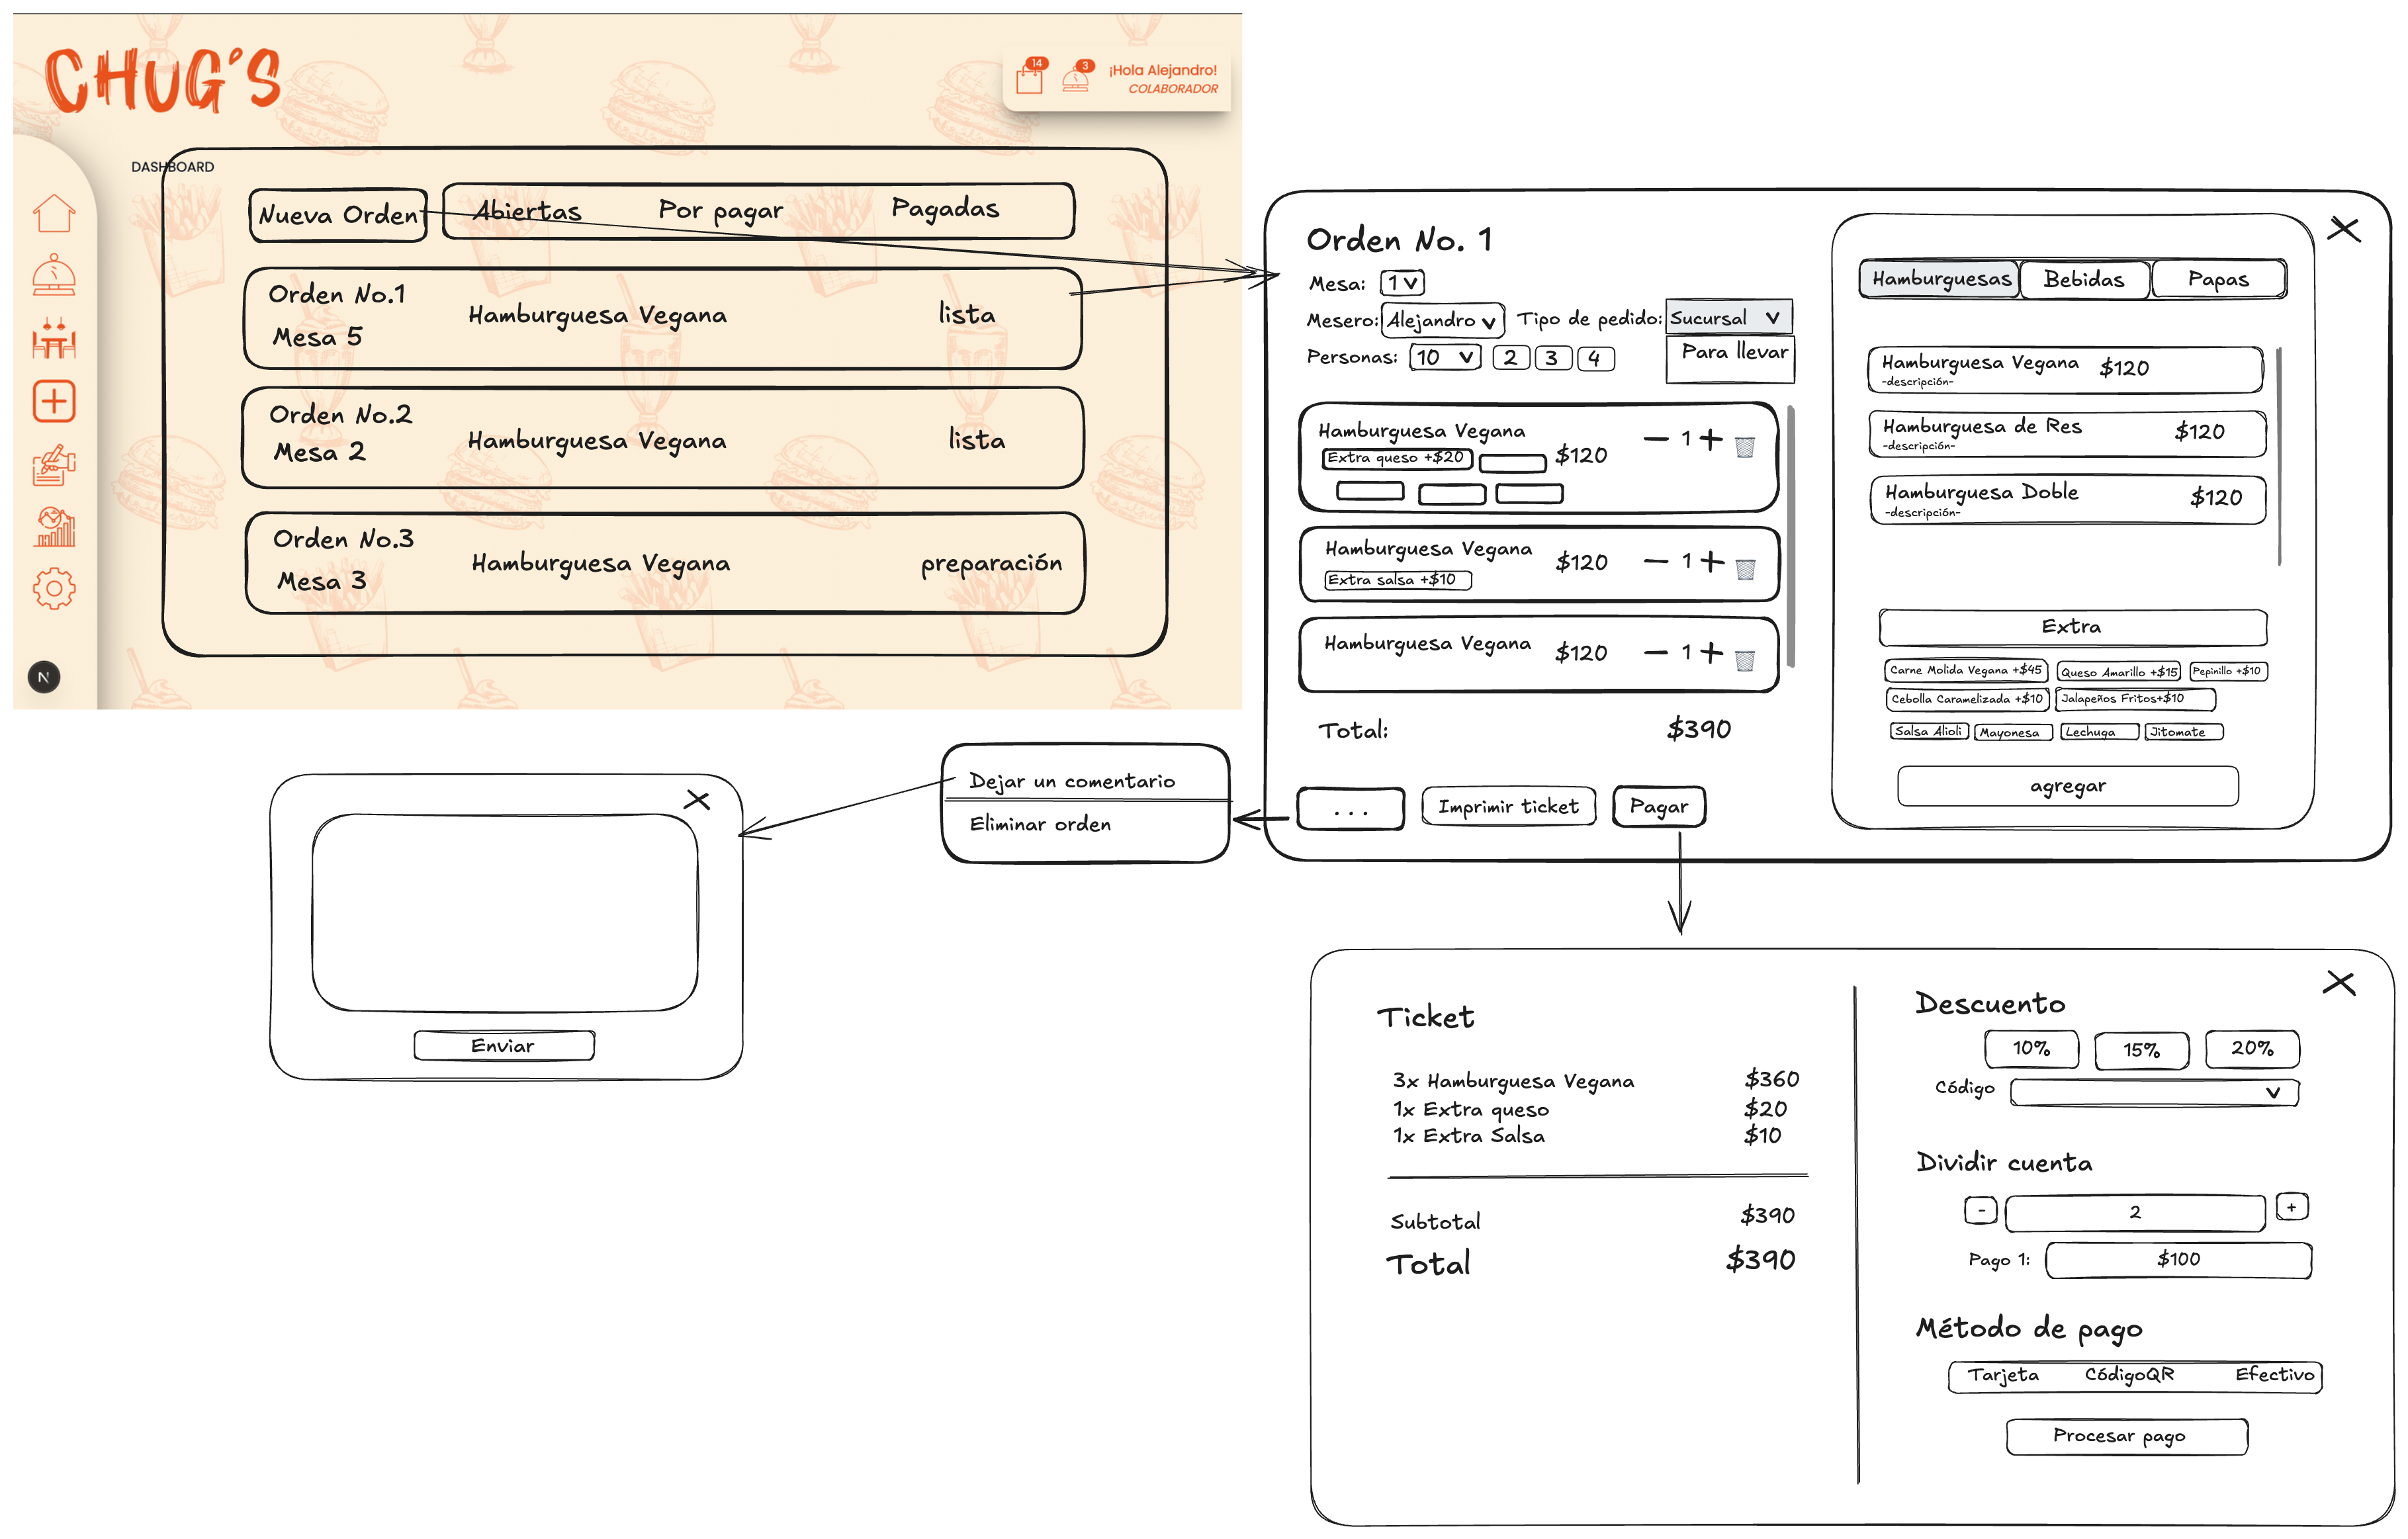 CHUG'S
14
3
¡Hola Alejandro!
COLABORADOR
DASHBOARD
Nueva Orden
Abiertas
Por pagar
Pagadas
Orden No.1
Mesa 5
Hamburguesa Vegana
lista
Orden No.2
Mesa 2
Hamburguesa Vegana
lista
Orden No.3
Mesa 3
Hamburguesa Vegana
preparación
N
Orden No. 1
Mesa: 1 v
Mesero: Alejandro v
Tipo de pedido: Sucursal v
Para llevar
Personas: 10 v 2 3 4
Hamburguesa Vegana
Extra queso +$20
$120
− 1 +
Hamburguesa Vegana
Extra salsa +$10
$120
− 1 +
Hamburguesa Vegana
$120
− 1 +
Total: $390
. . .
Imprimir ticket
Pagar
X
Hamburguesas
Bebidas
Papas
Hamburguesa Vegana $120
-descripción-
Hamburguesa de Res $120
-descripción-
Hamburguesa Doble $120
-descripción-
Extra
Carne Molida Vegana +$45
Queso Amarillo +$15
Pepinillo +$10
Cebolla Caramelizada +$10
Jalapeños Fritos+$10
Salsa Alioli
Mayonesa
Lechuga
Jitomate
agregar
Dejar un comentario
Eliminar orden
X
Enviar
Ticket
3x Hamburguesa Vegana $360
1x Extra queso $20
1x Extra Salsa $10
Subtotal $390
Total $390
X
Descuento
10% 15% 20%
Código v
Dividir cuenta
- 2 +
Pago 1: $100
Método de pago
Tarjeta CódigoQR Efectivo
Procesar pago